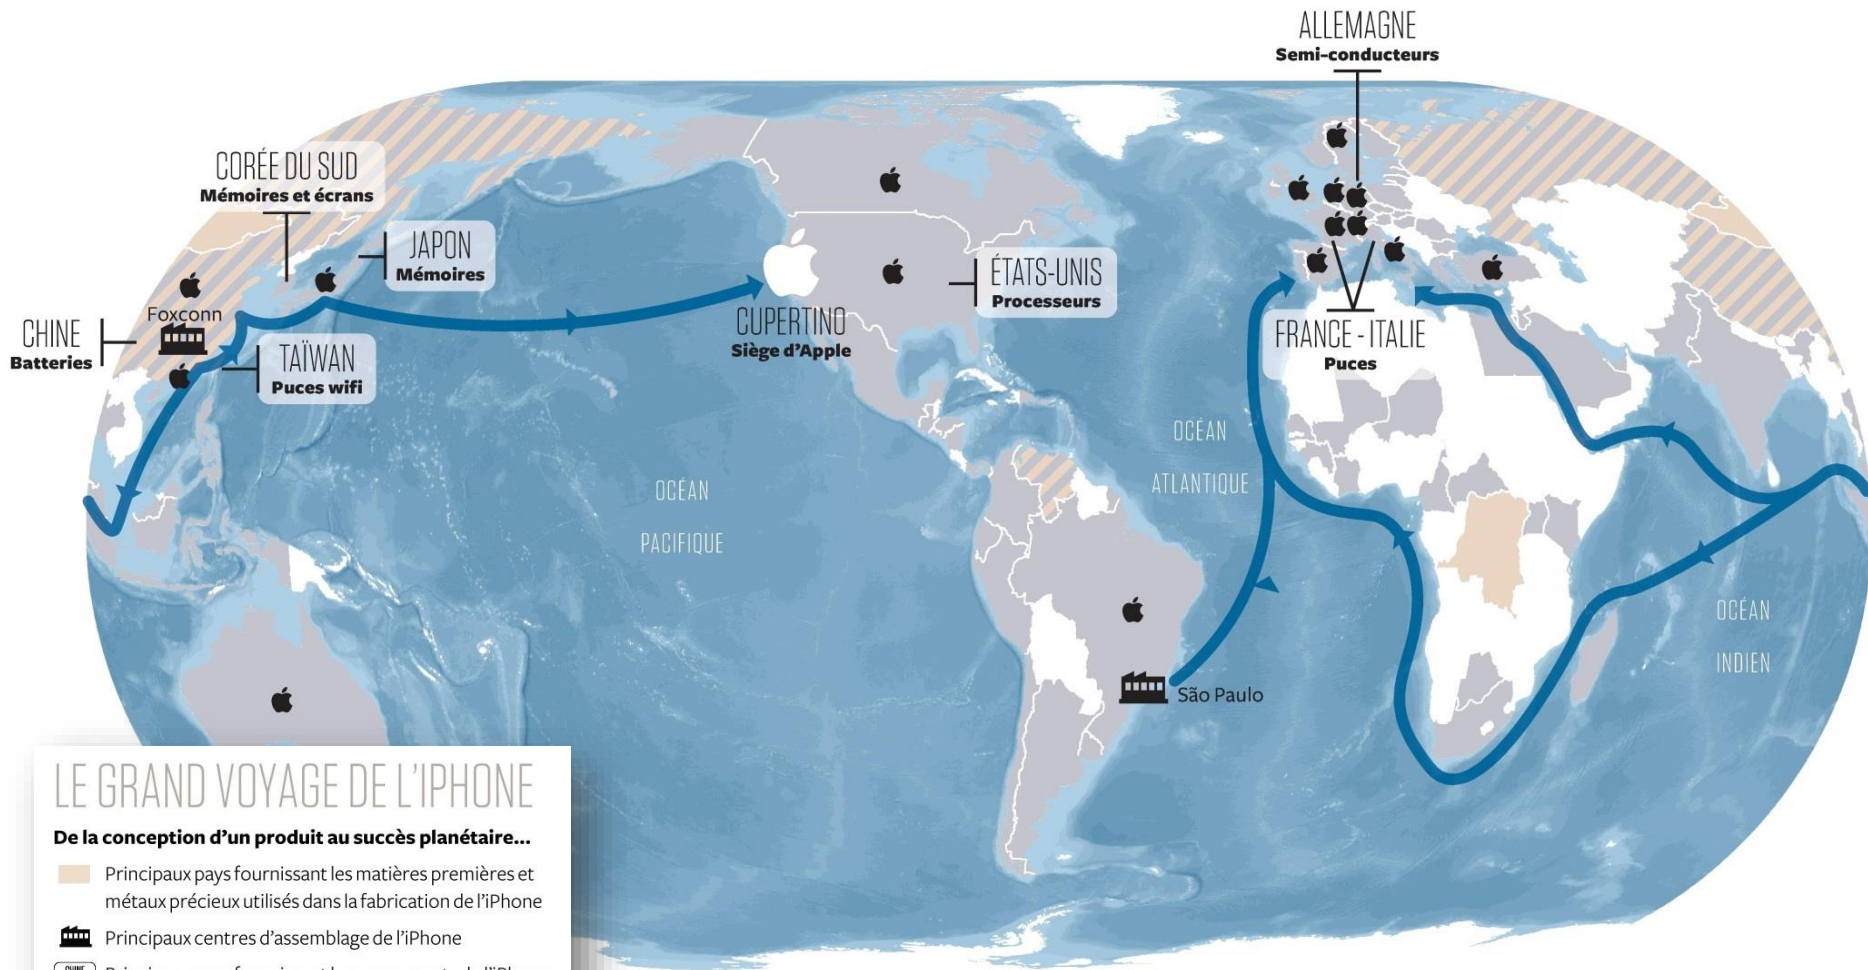 ALLEMAGNE
Semi-conducteurs
CORÉE DU SUD
Mémoires et écrans
JAPON
Mémoires
ÉTATS-UNIS
Processeurs
Foxconn
CHINE
Batteries
CUPERTINO
Siège d'Apple
FRANCE - ITALIE
Puces
TAÏWAN
Puces wifi
OCÉAN
ATLANTIQUE
OCÉAN
PACIFIQUE
OCÉAN
INDIEN
São Paulo
LE GRAND VOYAGE DE L'IPHONE
De la conception d'un produit au succès planétaire...
Principaux pays fournissant les matières premières et
métaux précieux utilisés dans la fabrication de l'iPhone
Principaux centres d'assemblage de l'iPhone